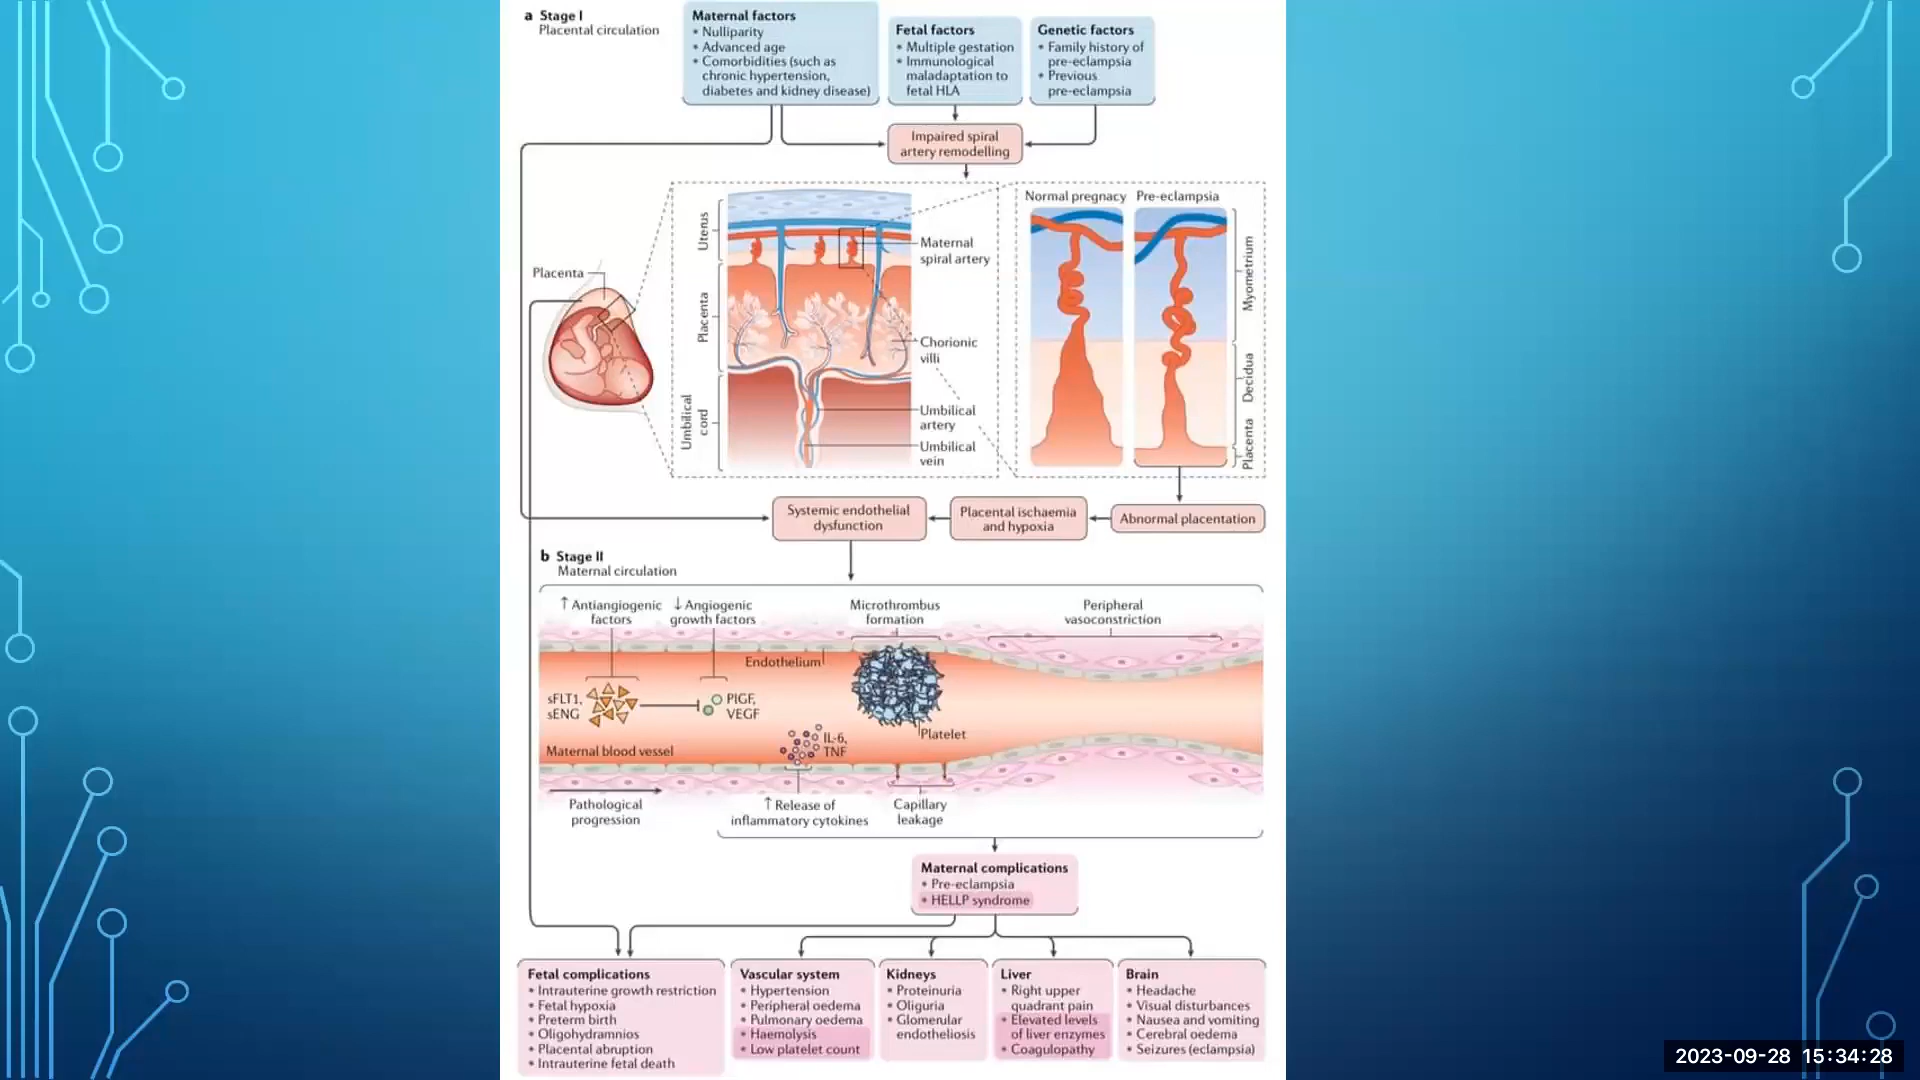 a Stage I
Placental circulation
Maternal factors
• Nulliparity
• Advanced age
• Comorbidities (such as
chronic hypertension,
diabetes and kidney disease)
Fetal factors
• Multiple gestation
• Immunological
maladaptation to
fetal HLA
Genetic factors
• Family history of
pre-eclampsia
• Previous
pre-eclampsia
Impaired spiral
artery remodelling
Placenta
Uterus
Placenta
Umbilical
cord
Maternal
spiral artery
Chorionic
villi
Umbilical
artery
Umbilical
vein
Normal pregnancy
Pre-eclampsia
Myometrium
Decidua
Placenta
Systemic endothelial
dysfunction
Placental ischaemia
and hypoxia
Abnormal placentation
b Stage II
Maternal circulation
↑ Antiangiogenic
factors
↓ Angiogenic
growth factors
Microthrombus
formation
Peripheral
vasoconstriction
Endothelium
sFLT1,
sENG
PlGF,
VEGF
IL-6,
TNF
Platelet
Maternal blood vessel
Pathological
progression
↑ Release of
inflammatory cytokines
Capillary
leakage
Maternal complications
• Pre-eclampsia
• HELLP syndrome
Fetal complications
• Intrauterine growth restriction
• Fetal hypoxia
• Preterm birth
• Oligohydramnios
• Placental abruption
• Intrauterine fetal death
Vascular system
• Hypertension
• Peripheral oedema
• Pulmonary oedema
• Haemolysis
• Low platelet count
Kidneys
• Proteinuria
• Oliguria
• Glomerular
endotheliosis
Liver
• Right upper
quadrant pain
• Elevated levels
of liver enzymes
• Coagulopathy
Brain
• Headache
• Visual disturbances
• Nausea and vomiting
• Cerebral oedema
• Seizures (eclampsia)
2023-09-28 15:34:28